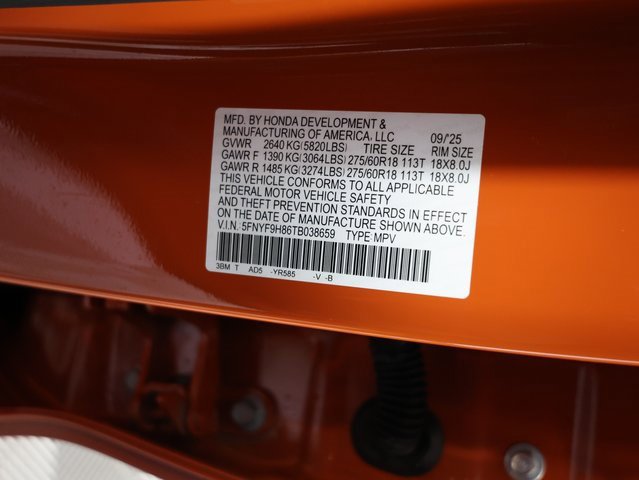 MFD. BY HONDA DEVELOPMENT &
MANUFACTURING OF AMERICA, LLC 09/'25
GVWR 2640 KG (5820LBS) TIRE SIZE RIM SIZE
GAWR F 1390 KG (3064LBS) 275/60R18 113T 18X8.0J
GAWR R 1485 KG (3274LBS) 275/60R18 113T 18X8.0J
THIS VEHICLE CONFORMS TO ALL APPLICABLE
FEDERAL MOTOR VEHICLE SAFETY
AND THEFT PREVENTION STANDARDS IN EFFECT
ON THE DATE OF MANUFACTURE SHOWN ABOVE.
V.I.N. 5FNYF9H86TB038659 TYPE MPV
3BM T AD5 -YR585 -V -B